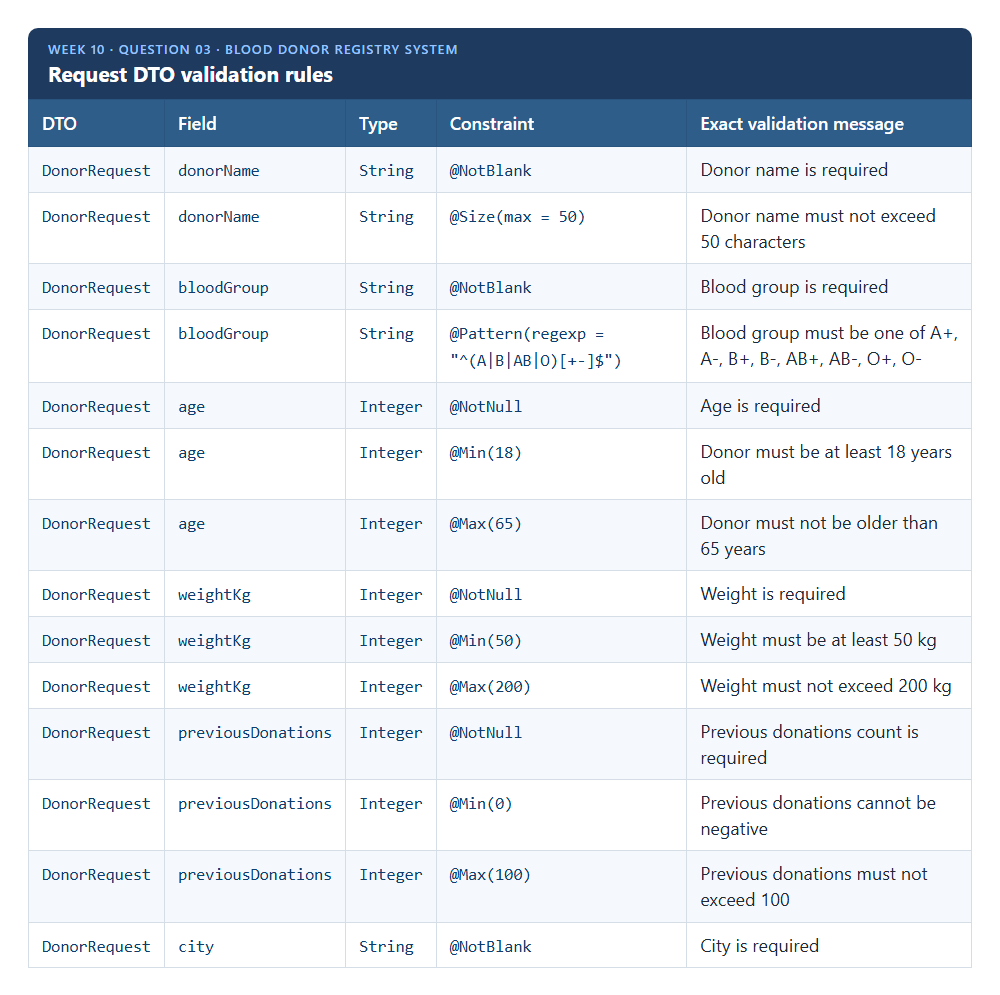 WEEK 10 · QUESTION 03 · BLOOD DONOR REGISTRY SYSTEM
Request DTO validation rules
DTO Field Type Constraint Exact validation message
DonorRequest donorName String @NotBlank Donor name is required
DonorRequest donorName String @Size(max = 50) Donor name must not exceed
50 characters
DonorRequest bloodGroup String @NotBlank Blood group is required
DonorRequest bloodGroup String @Pattern(regexp = Blood group must be one of A+,
"^(A|B|AB|O)[+-]$") A-, B+, B-, AB+, AB-, O+, O-
DonorRequest age Integer @NotNull Age is required
DonorRequest age Integer @Min(18) Donor must be at least 18 years
old
DonorRequest age Integer @Max(65) Donor must not be older than
65 years
DonorRequest weightKg Integer @NotNull Weight is required
DonorRequest weightKg Integer @Min(50) Weight must be at least 50 kg
DonorRequest weightKg Integer @Max(200) Weight must not exceed 200 kg
DonorRequest previousDonations Integer @NotNull Previous donations count is
required
DonorRequest previousDonations Integer @Min(0) Previous donations cannot be
negative
DonorRequest previousDonations Integer @Max(100) Previous donations must not
exceed 100
DonorRequest city String @NotBlank City is required